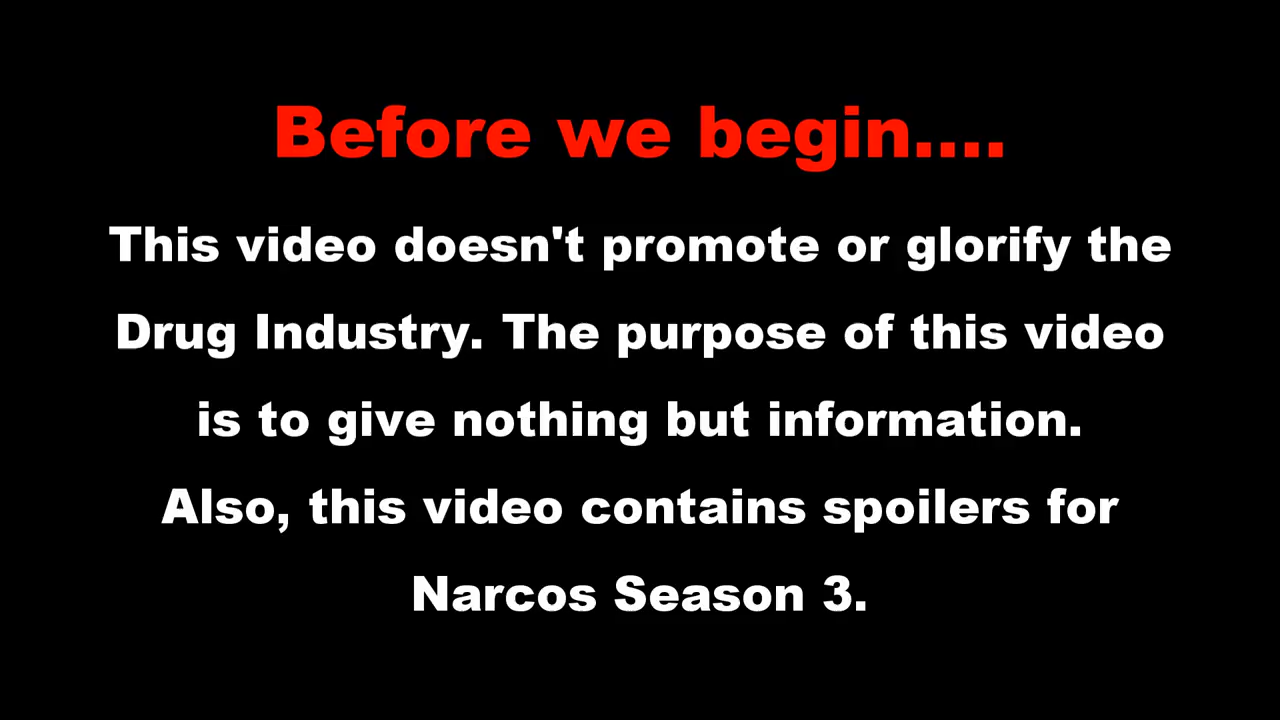 Before we begin....
This video doesn't promote or glorify the
Drug Industry. The purpose of this video
is to give nothing but information.
Also, this video contains spoilers for
Narcos Season 3.